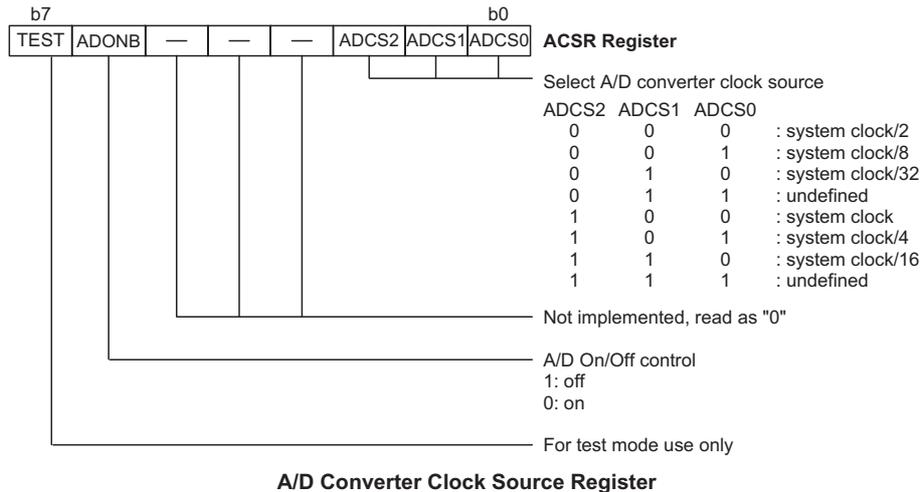 b7 b0
TEST ADONB — — — ADCS2 ADCS1 ADCS0 ACSR Register
Select A/D converter clock source
ADCS2 ADCS1 ADCS0
0 0 0 : system clock/2
0 0 1 : system clock/8
0 1 0 : system clock/32
0 1 1 : undefined
1 0 0 : system clock
1 0 1 : system clock/4
1 1 0 : system clock/16
1 1 1 : undefined
Not implemented, read as "0"
A/D On/Off control
1: off
0: on
For test mode use only
A/D Converter Clock Source Register